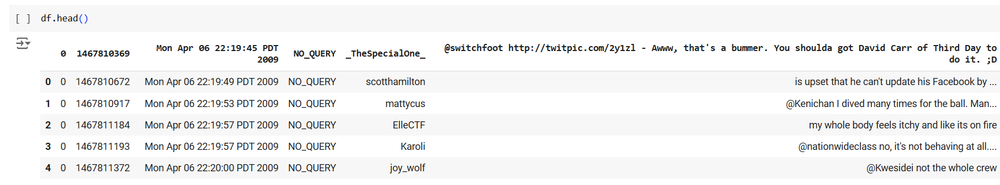 [ ] df.head()
0 1467810369 Mon Apr 06 22:19:45 PDT 2009 NO_QUERY _TheSpecialOne_ @switchfoot http://twitpic.com/2y1zl - Awww, that's a bummer. You shoulda got David Carr of Third Day to do it. ;D
0 0 1467810672 Mon Apr 06 22:19:49 PDT 2009 NO_QUERY scotthamilton is upset that he can't update his Facebook by ...
1 0 1467810917 Mon Apr 06 22:19:53 PDT 2009 NO_QUERY mattycus @Kenichan I dived many times for the ball. Man...
2 0 1467811184 Mon Apr 06 22:19:57 PDT 2009 NO_QUERY ElleCTF my whole body feels itchy and like its on fire
3 0 1467811193 Mon Apr 06 22:19:57 PDT 2009 NO_QUERY Karoli @nationwideclass no, it's not behaving at all....
4 0 1467811372 Mon Apr 06 22:20:00 PDT 2009 NO_QUERY joy_wolf @Kwesidei not the whole crew